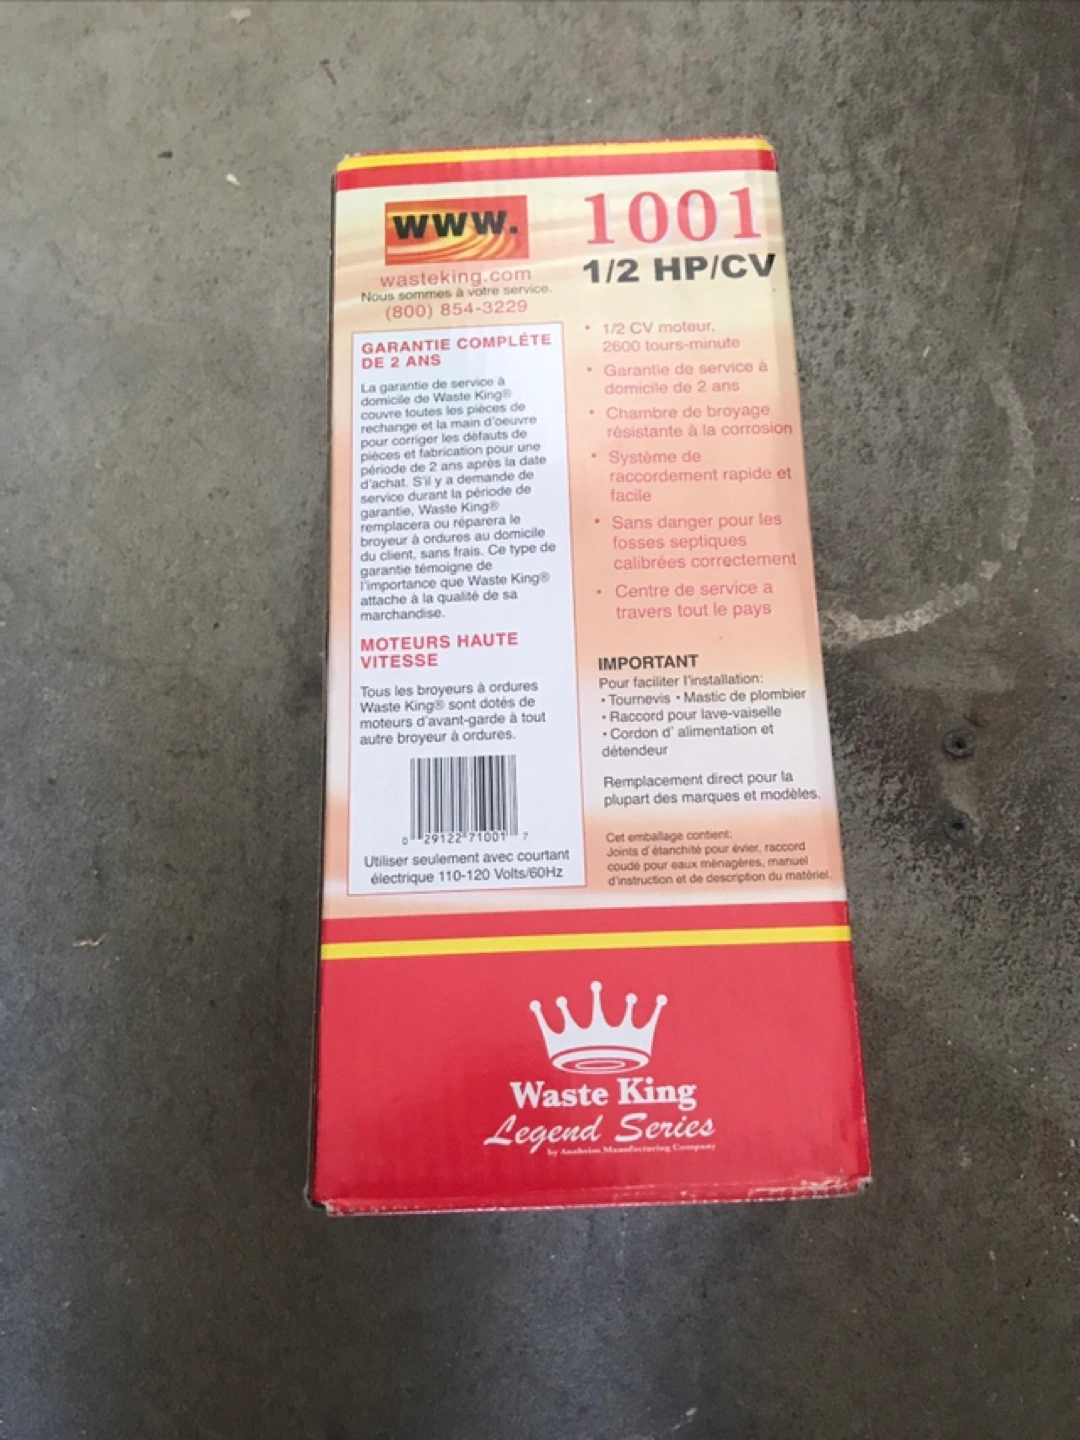 www.
wasteking.com
Nous sommes à votre service.
(800) 854-3229
GARANTIE COMPLÉTE
DE 2 ANS
La garantie de service à
domicile de Waste King®
couvre toutes les pièces de
rechange et la main d'oeuvre
pour corriger les défauts de
pièces et fabrication pour une
période de 2 ans après la date
d'achat. S'il y a demande de
service durant la période de
garantie, Waste King®
remplacera ou réparera le
broyeur à ordures au domicile
du client, sans frais. Ce type de
garantie témoigne de
l'importance que Waste King®
attache à la qualité de sa
marchandise.
MOTEURS HAUTE
VITESSE
Tous les broyeurs à ordures
Waste King® sont dotés de
moteurs d'avant-garde à tout
autre broyeur à ordures.
0 29122 71001 7
Utiliser seulement avec courtant
électrique 110-120 Volts/60Hz
1001
1/2 HP/CV
• 1/2 CV moteur,
2600 tours-minute
• Garantie de service à
domicile de 2 ans
• Chambre de broyage
résistante à la corrosion
• Système de
raccordement rapide et
facile
• Sans danger pour les
fosses septiques
calibrées correctement
• Centre de service a
travers tout le pays
IMPORTANT
Pour faciliter l'installation:
• Tournevis • Mastic de plombier
• Raccord pour lave-vaiselle
• Cordon d' alimentation et
détendeur
Remplacement direct pour la
plupart des marques et modèles.
Cet emballage contient:
Joints d'étanchité pour évier, raccord
coudé pour eaux ménagères, manuel
d'instruction et de description du matériel.
Waste King
Legend Series
by Anaheim Manufacturing Company